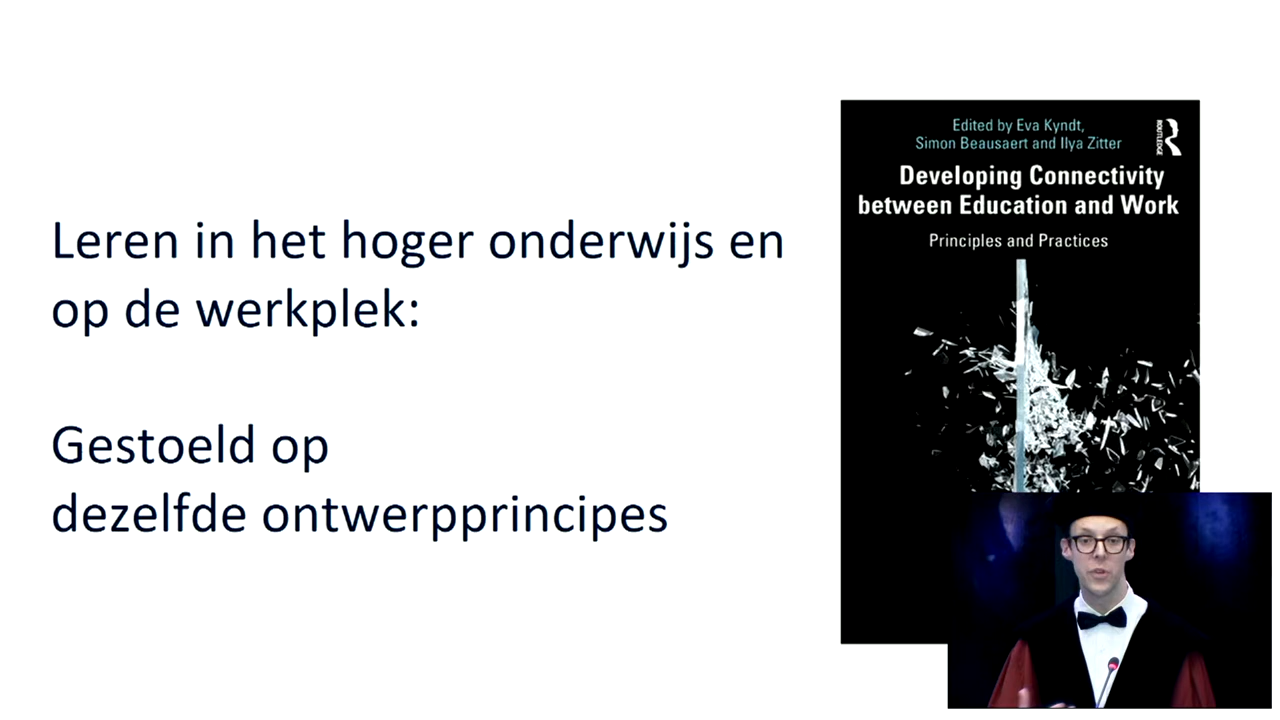 Leren in het hoger onderwijs en
op de werkplek:
Gestoeld op
dezelfde ontwerpprincipes
Edited by Eva Kyndt,
Simon Beausaert and Ilya Zitter
ROUTLEDGE
Developing Connectivity
between Education and Work
Principles and Practices